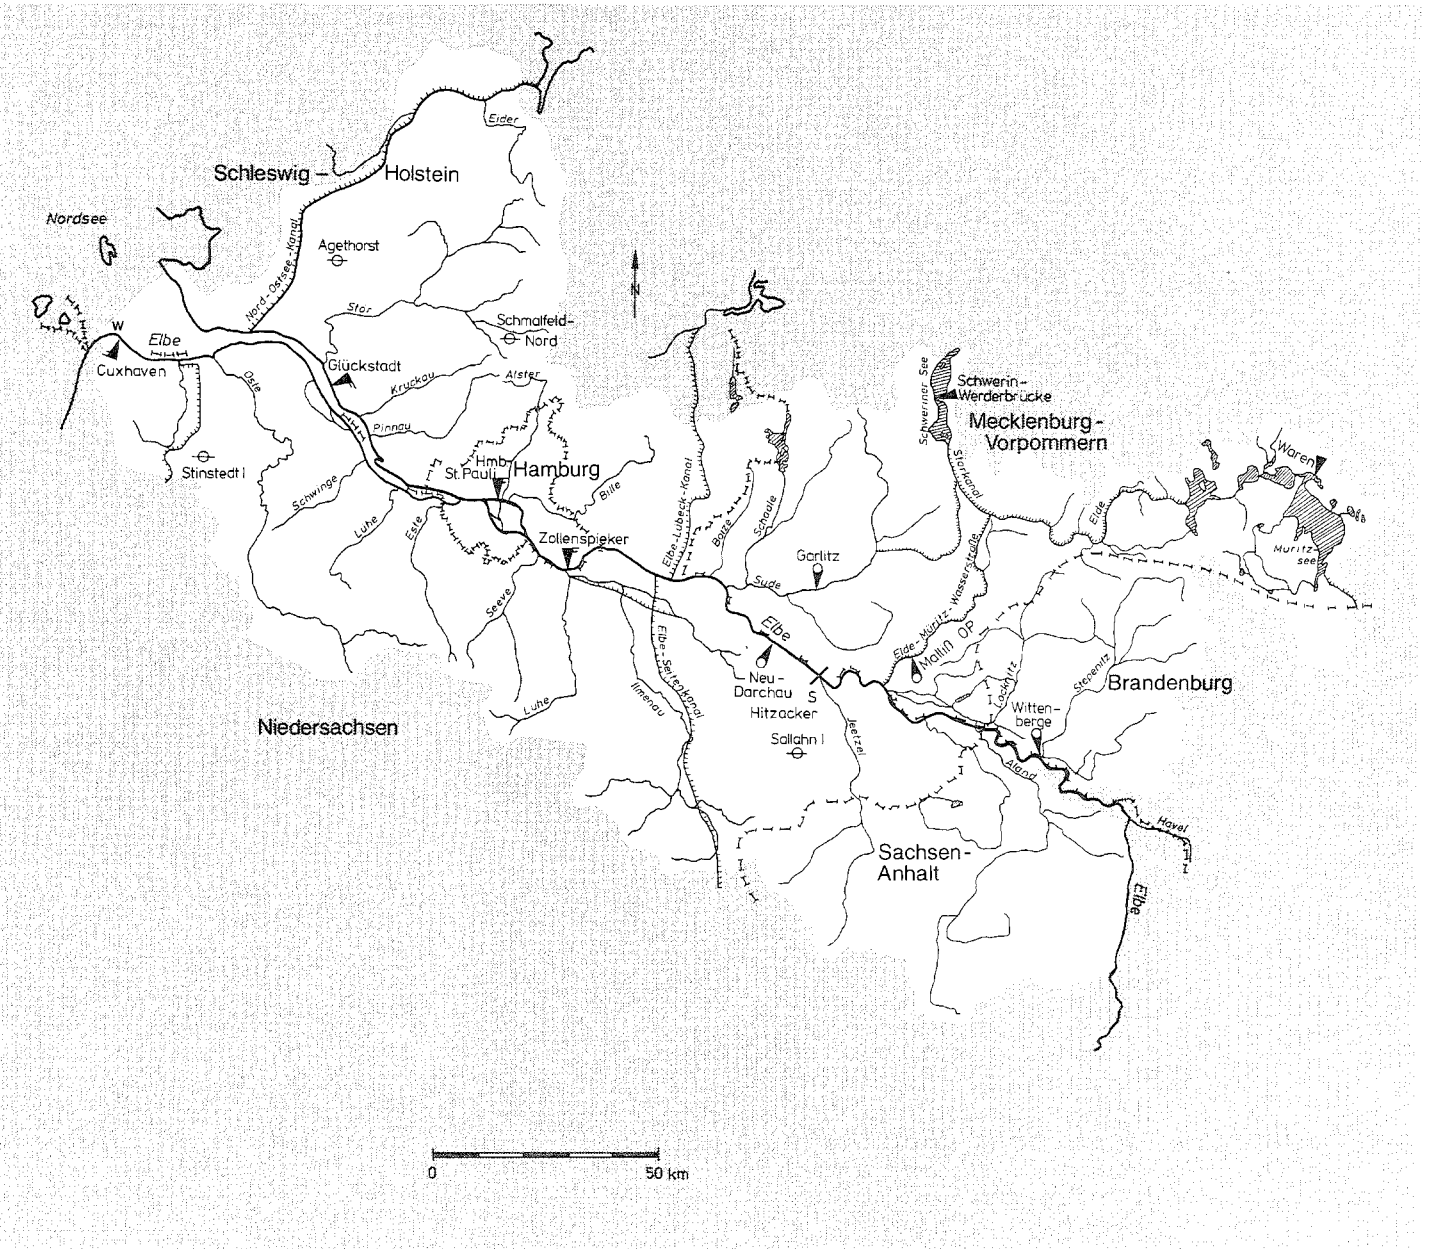 Eider
Schleswig –
Holstein
Nordsee
Nord-Ostsee-Kanal
Agethorst
N
Stör
Schmalfeld-
Nord
W
Elbe
Cuxhaven
Oste
Glückstadt
Krückau
Alster
Pinnau
Schweriner See
Schwerin-
Werderbrücke
Mecklenburg-
Vorpommern
Störkanal
Waren
Elde
Müritz-
see
Stinstedt I
Schwinge
Lühe
Este
Hmb.
St. Pauli
Hamburg
Bille
Zollenspieker
Elbe-Lübeck-Kanal
Boize
Schaale
Garlitz
Sude
Elde-Müritz-Wasserstraße
Malliß OP
Seeve
Luhe
Ilmenau
Elbe-Seitenkanal
Elbe
Neu-
Darchau
S
Hitzacker
Jeetzel
Sallahn I
Löcknitz
Stepenitz
Brandenburg
Witten-
berge
Aland
Niedersachsen
Havel
Sachsen-
Anhalt
Elbe
0
50 km